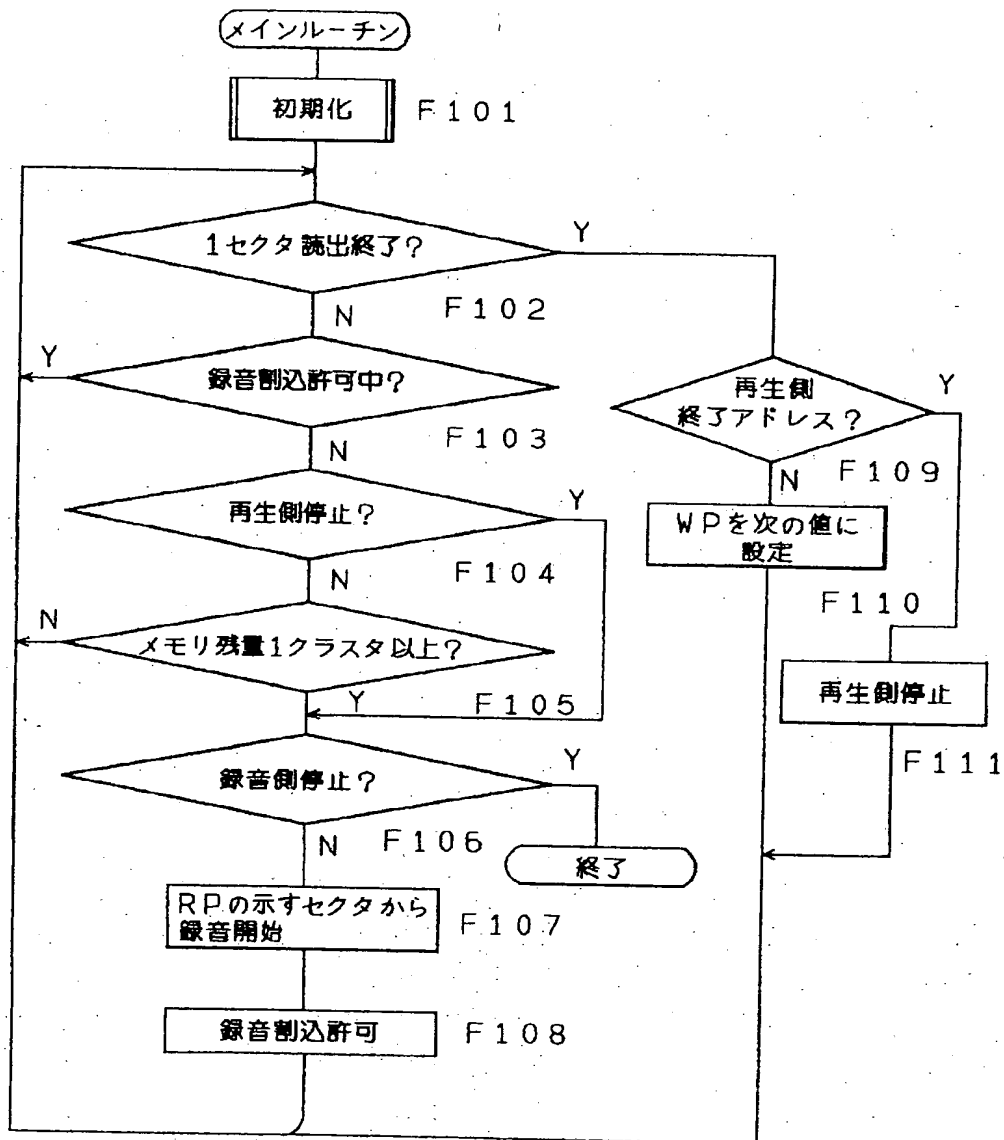 メインルーチン
初期化
F101
1セクタ読出終了?
Y
F102
N
Y
録音割込許可中?
F103
N
再生側
終了アドレス?
Y
F109
N
再生側停止?
Y
F104
N
WPを次の値に
設定
F110
N
メモリ残量1クラスタ以上?
F105
Y
再生側停止
F111
録音側停止?
Y
F106
N
終了
RPの示すセクタから
録音開始
F107
録音割込許可
F108